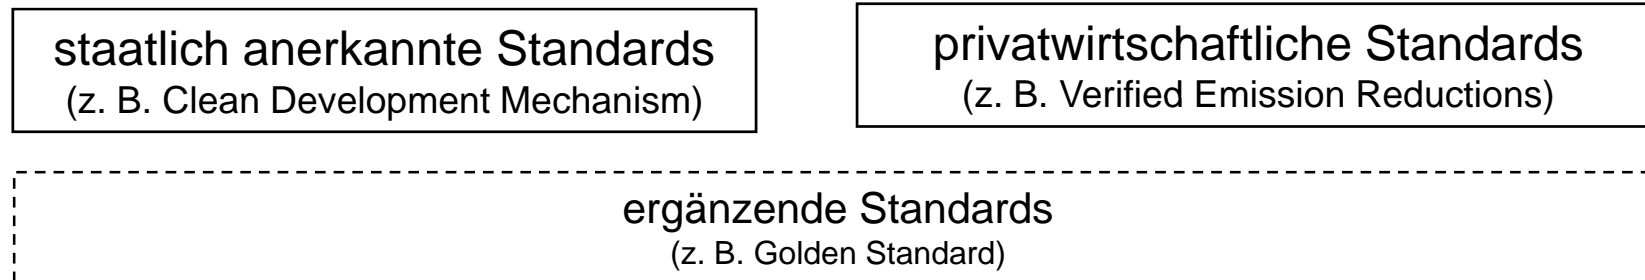 staatlich anerkannte Standards
(z. B. Clean Development Mechanism)
privatwirtschaftliche Standards
(z. B. Verified Emission Reductions)
ergänzende Standards
(z. B. Golden Standard)